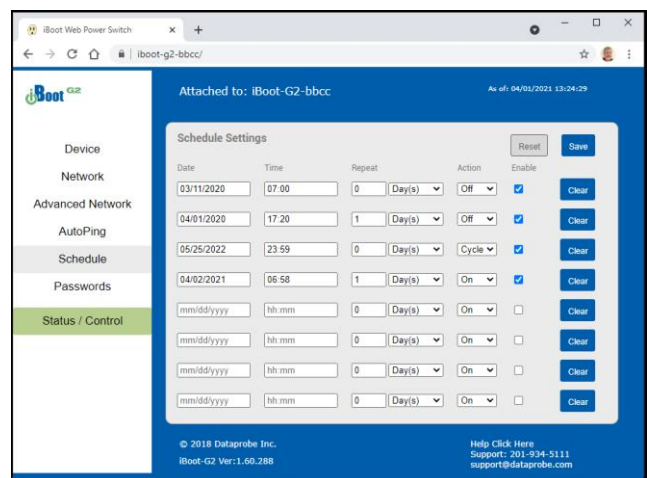 iBoot Web Power Switch
iboot-g2-bbcc/
iBoot G2
Attached to: iBoot-G2-bbcc
As of: 04/01/2021 13:24:29
Device
Network
Advanced Network
AutoPing
Schedule
Passwords
Status / Control
Schedule Settings
Reset Save
Date Time Repeat Action Enable
03/11/2020 07:00 0 Day(s) Off Clear
04/01/2020 17:20 1 Day(s) Off Clear
05/25/2022 23:59 0 Day(s) Cycle Clear
04/02/2021 06:58 1 Day(s) On Clear
mm/dd/yyyy hh:mm 0 Day(s) On Clear
mm/dd/yyyy hh:mm 0 Day(s) On Clear
mm/dd/yyyy hh:mm 0 Day(s) On Clear
mm/dd/yyyy hh:mm 0 Day(s) On Clear
© 2018 Dataprobe Inc.
iBoot-G2 Ver:1.60.288
Help Click Here
Support: 201-934-5111
support@dataprobe.com